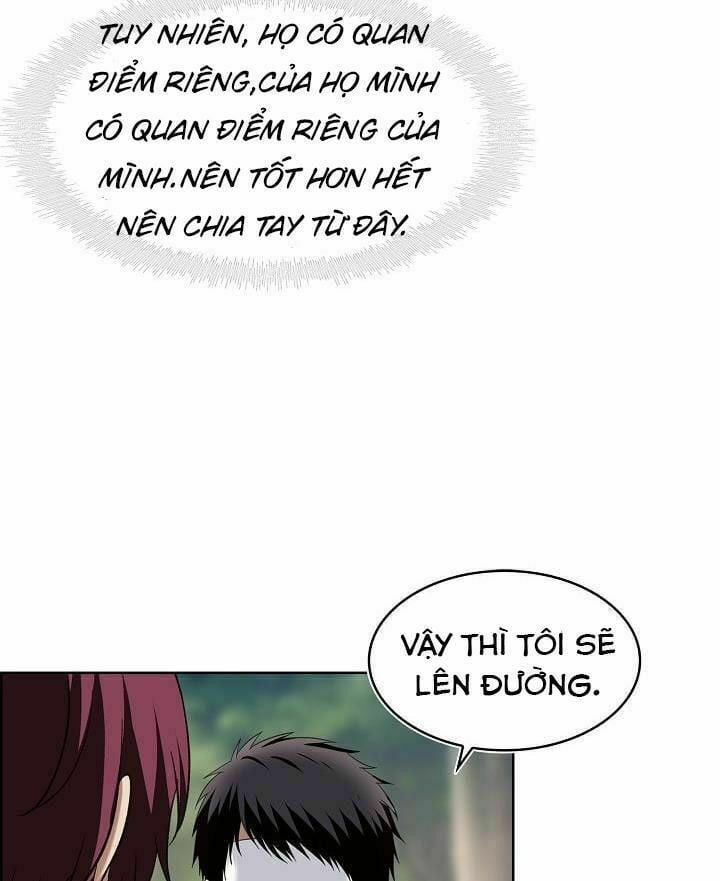 TUY NHIÊN, HỌ CÓ QUAN
ĐIỂM RIÊNG,CỦA HỌ MÌNH
CÓ QUAN ĐIỂM RIÊNG CỦA
MÌNH.NÊN TỐT HƠN HẾT
NÊN CHIA TAY TỪ ĐÂY.
VẬY THÌ TÔI SẼ
LÊN ĐƯỜNG.